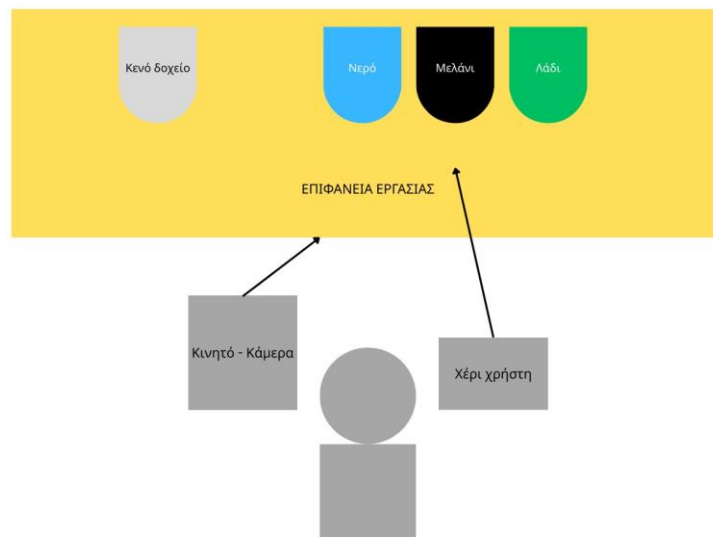 Κενό δοχείο
Νερό
Μελάνι
Λάδι
ΕΠΙΦΑΝΕΙΑ ΕΡΓΑΣΙΑΣ
Κινητό - Κάμερα
Χέρι χρήστη